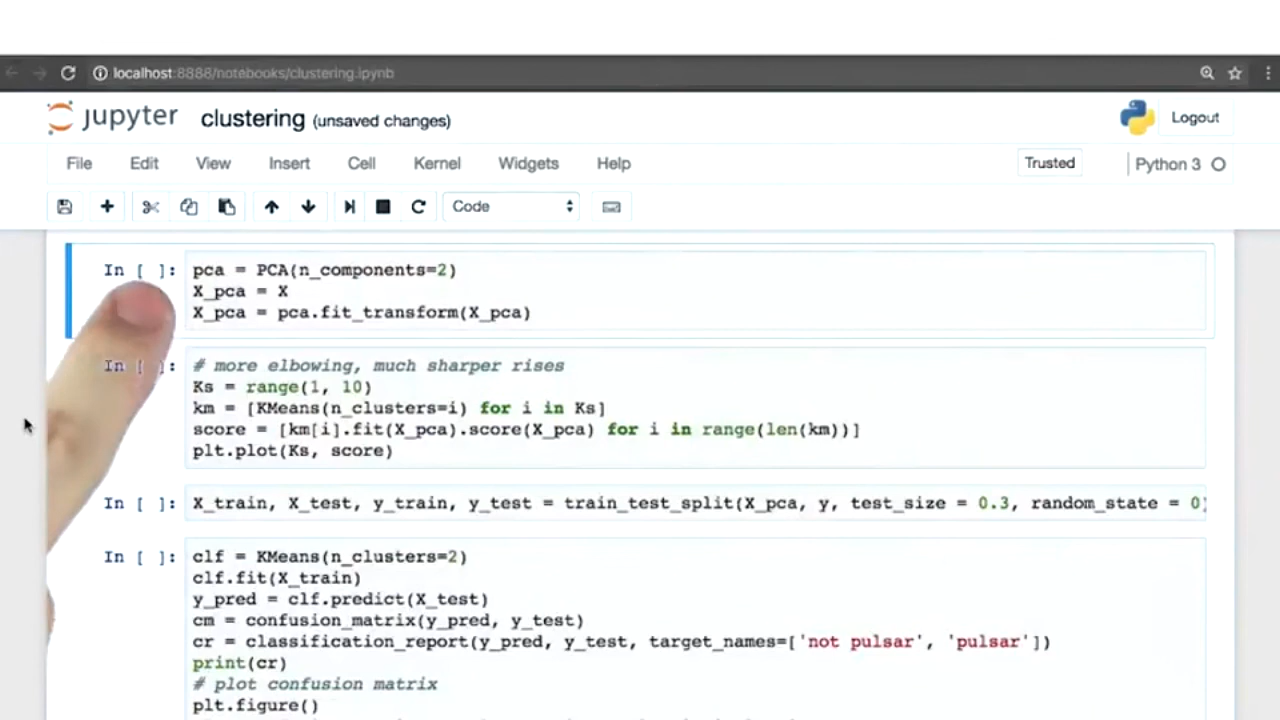 localhost:8888/notebooks/clustering.ipynb
jupyter clustering (unsaved changes) Logout
File Edit View Insert Cell Kernel Widgets Help Trusted Python 3
Code
In [ ]: pca = PCA(n_components=2)
X_pca = X
X_pca = pca.fit_transform(X_pca)
In [ ]: # more elbowing, much sharper rises
Ks = range(1, 10)
km = [KMeans(n_clusters=i) for i in Ks]
score = [km[i].fit(X_pca).score(X_pca) for i in range(len(km))]
plt.plot(Ks, score)
In [ ]: X_train, X_test, y_train, y_test = train_test_split(X_pca, y, test_size = 0.3, random_state = 0)
In [ ]: clf = KMeans(n_clusters=2)
clf.fit(X_train)
y_pred = clf.predict(X_test)
cm = confusion_matrix(y_pred, y_test)
cr = classification_report(y_pred, y_test, target_names=['not pulsar', 'pulsar'])
print(cr)
# plot confusion matrix
plt.figure()